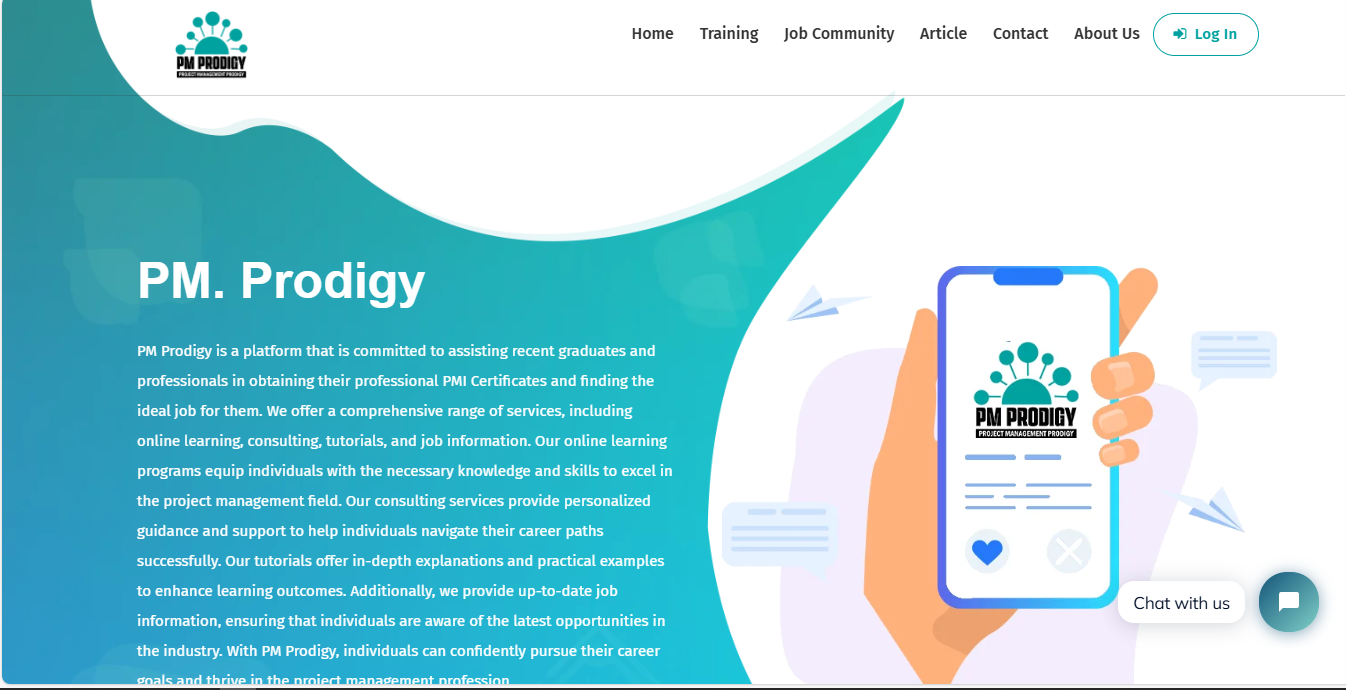 PM PRODIGY
PROJECT MANAGEMENT PRODIGY
Home Training Job Community Article Contact About Us Log In
PM. Prodigy
PM Prodigy is a platform that is committed to assisting recent graduates and
professionals in obtaining their professional PMI Certificates and finding the
ideal job for them. We offer a comprehensive range of services, including
online learning, consulting, tutorials, and job information. Our online learning
programs equip individuals with the necessary knowledge and skills to excel in
the project management field. Our consulting services provide personalized
guidance and support to help individuals navigate their career paths
successfully. Our tutorials offer in-depth explanations and practical examples
to enhance learning outcomes. Additionally, we provide up-to-date job
information, ensuring that individuals are aware of the latest opportunities in
the industry. With PM Prodigy, individuals can confidently pursue their career
goals and thrive in the project management profession
PM PRODIGY
PROJECT MANAGEMENT PRODIGY
Chat with us